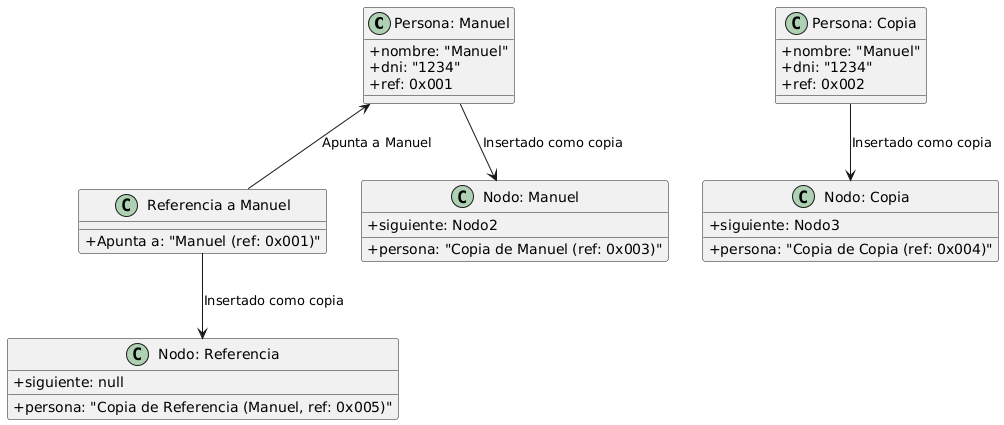 C Persona: Manuel
+nombre: "Manuel"
+dni: "1234"
+ref: 0x001
C Persona: Copia
+nombre: "Manuel"
+dni: "1234"
+ref: 0x002
Apunta a Manuel
Insertado como copia
Insertado como copia
C Referencia a Manuel
+Apunta a: "Manuel (ref: 0x001)"
C Nodo: Manuel
+siguiente: Nodo2
+persona: "Copia de Manuel (ref: 0x003)"
C Nodo: Copia
+siguiente: Nodo3
+persona: "Copia de Copia (ref: 0x004)"
Insertado como copia
C Nodo: Referencia
+siguiente: null
+persona: "Copia de Referencia (Manuel, ref: 0x005)"